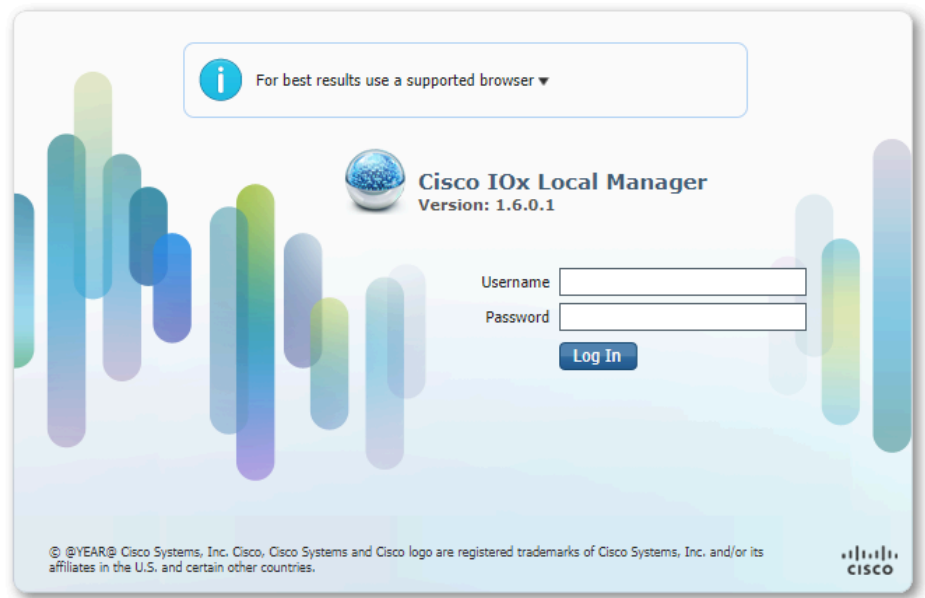 For best results use a supported browser ▼
Cisco IOx Local Manager
Version: 1.6.0.1
Username
Password
Log In
© @YEAR@ Cisco Systems, Inc. Cisco, Cisco Systems and Cisco logo are registered trademarks of Cisco Systems, Inc. and/or its
affiliates in the U.S. and certain other countries.
CISCO